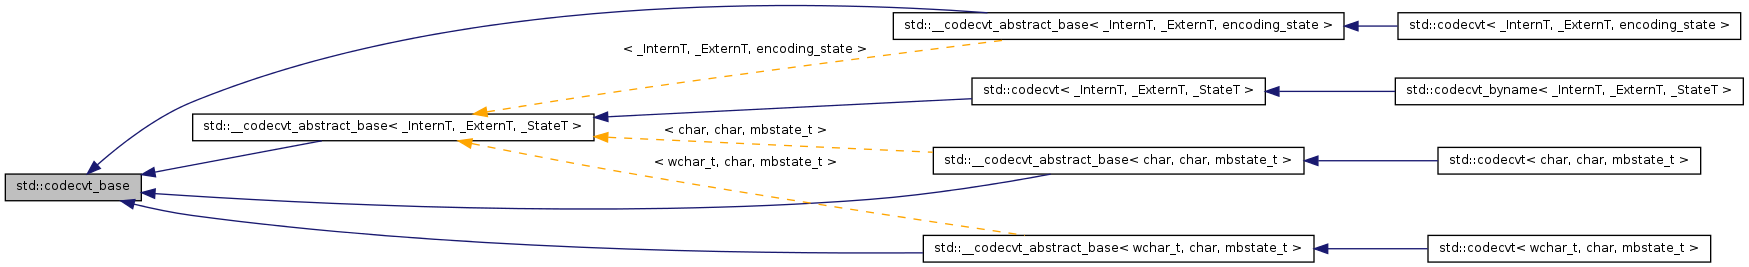 std::__codecvt_abstract_base< _InternT, _ExternT, encoding_state >
std::codecvt< _InternT, _ExternT, encoding_state >
< _InternT, _ExternT, encoding_state >
std::codecvt< _InternT, _ExternT, _StateT >
std::codecvt_byname< _InternT, _ExternT, _StateT >
std::__codecvt_abstract_base< _InternT, _ExternT, _StateT >
< char, char, mbstate_t >
< wchar_t, char, mbstate_t >
std::__codecvt_abstract_base< char, char, mbstate_t >
std::codecvt< char, char, mbstate_t >
std::codecvt_base
std::__codecvt_abstract_base< wchar_t, char, mbstate_t >
std::codecvt< wchar_t, char, mbstate_t >